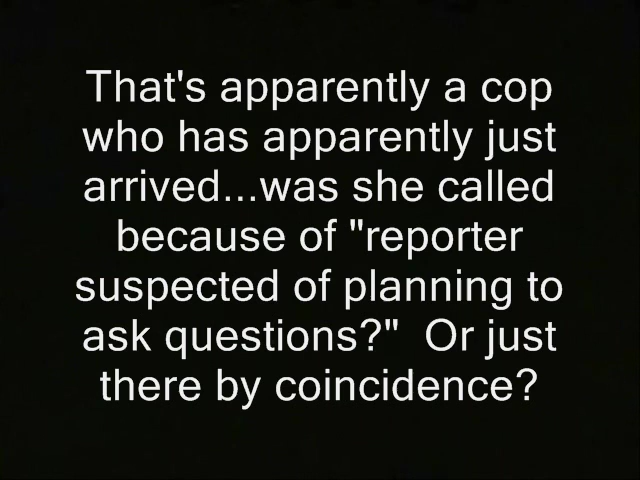 That's apparently a cop
who has apparently just
arrived...was she called
because of "reporter
suspected of planning to
ask questions?"  Or just
there by coincidence?